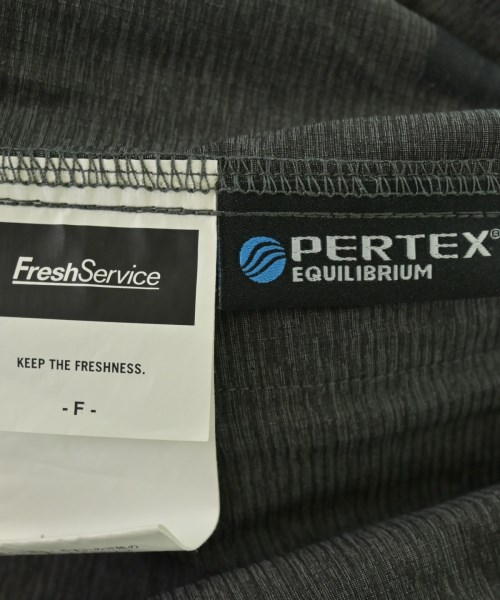 FreshService
KEEP THE FRESHNESS.
- F -
PERTEX®
EQUILIBRIUM